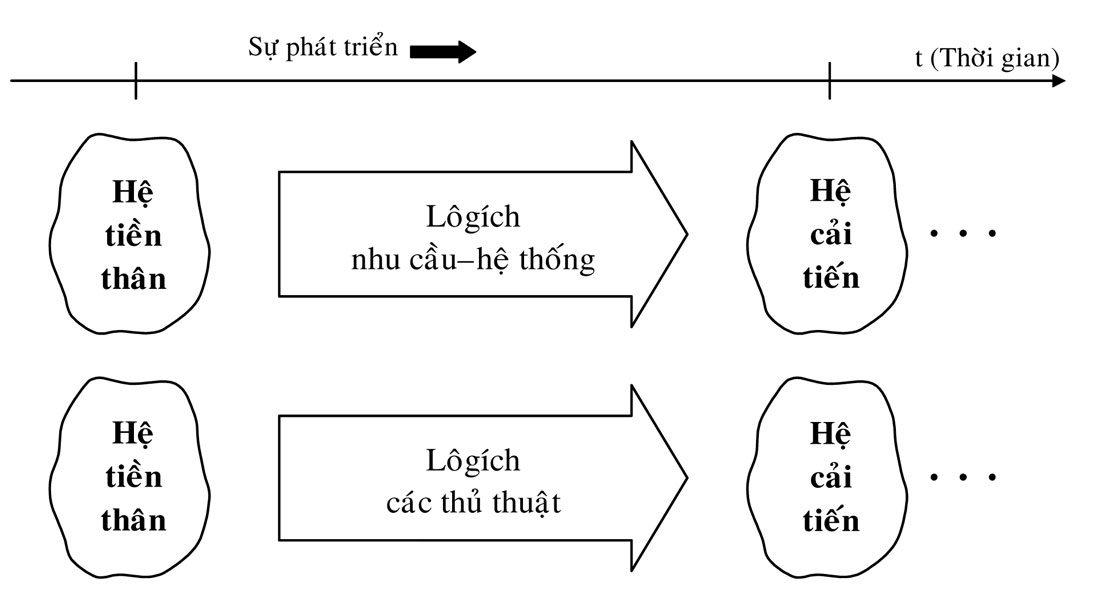 Sự phát triển
t (Thời gian)
Hệ
tiền
thân
Lôgích
nhu cầu–hệ thống
Hệ
cải
tiến
. . .
Hệ
tiền
thân
Lôgích
các thủ thuật
Hệ
cải
tiến
. . .